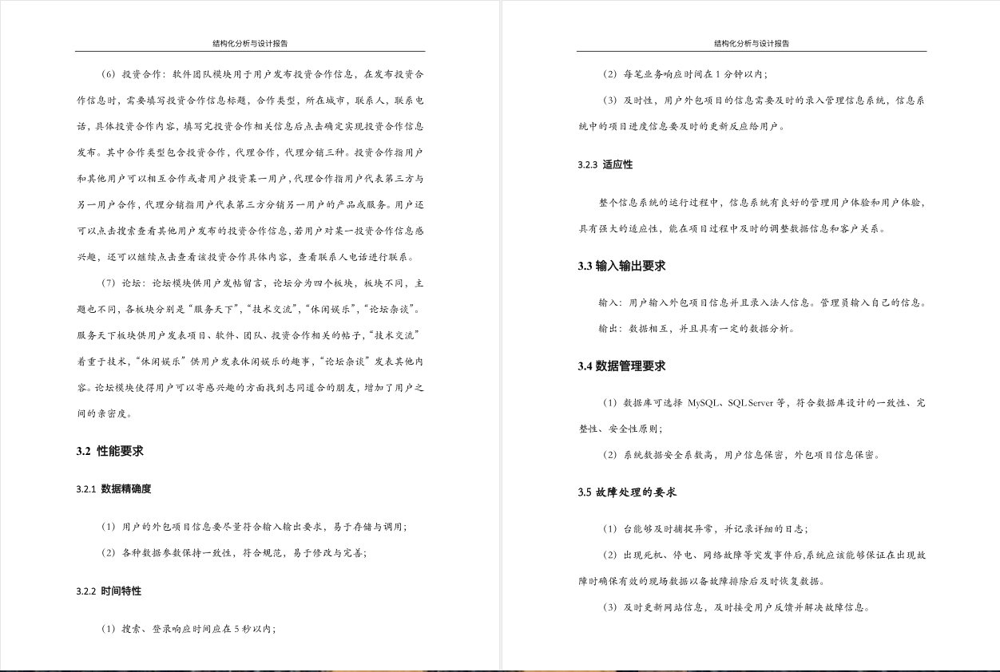 结构化分析与设计报告
（6）投资合作：软件团队模块用于用户发布投资合作信息，在发布投资合
作信息时，需要填写投资合作信息标题，合作类型，所在城市，联系人，联系电
话，具体投资合作内容，填写完投资合作相关信息后点击确定实现投资合作信息
发布。其中合作类型包含投资合作，代理合作，代理分销三种。投资合作指用户
和其他用户可以相互合作或者用户投资某一用户，代理合作指用户代表第三方与
另一用户合作，代理分销指用户代表第三方分销另一用户的产品或服务。用户还
可以点击搜索查看其他用户发布的投资合作信息，若用户对某一投资合作信息感
兴趣，还可以继续点击查看该投资合作具体内容，查看联系人电话进行联系。
（7）论坛：论坛模块供用户发帖留言，论坛分为四个板块，板块不同，主
题也不同，各板块分别是“服务天下”，“技术交流”，“休闲娱乐”，“论坛杂谈”。
服务天下板块供用户发表项目、软件、团队、投资合作相关的帖子，“技术交流”
着重于技术，“休闲娱乐”供用户发表休闲娱乐的趣事，“论坛杂谈”发表其他内
容。论坛模块使得用户可以寄感兴趣的方面找到志同道合的朋友，增加了用户之
间的亲密度。
3.2 性能要求
3.2.1 数据精确度
（1）用户的外包项目信息要尽量符合输入输出要求，易于存储与调用；
（2）各种数据参数保持一致性，符合规范，易于修改与完善；
3.2.2 时间特性
（1）搜索、登录响应时间应在 5 秒以内；
结构化分析与设计报告
（2）每笔业务响应时间在 1 分钟以内；
（3）及时性，用户外包项目的信息需要及时的录入管理信息系统，信息系
统中的项目进度信息要及时的更新反应给用户。
3.2.3 适应性
整个信息系统的运行过程中，信息系统有良好的管理用户体验和用户体验，
具有强大的适应性，能在项目过程中及时的调整数据信息和客户关系。
3.3 输入输出要求
输入：用户输入外包项目信息并且录入法人信息。管理员输入自己的信息。
输出：数据相互，并且具有一定的数据分析。
3.4 数据管理要求
（1）数据库可选择 MySQL、SQL Server 等，符合数据库设计的一致性、完
整性、安全性原则；
（2）系统数据安全系数高，用户信息保密，外包项目信息保密。
3.5 故障处理的要求
（1）台能够及时捕捉异常，并记录详细的日志；
（2）出现死机、停电、网络故障等突发事件后,系统应该能够保证在出现故
障时确保有效的现场数据以备故障排除后及时恢复数据。
（3）及时更新网站信息，及时接受用户反馈并解决故障信息。